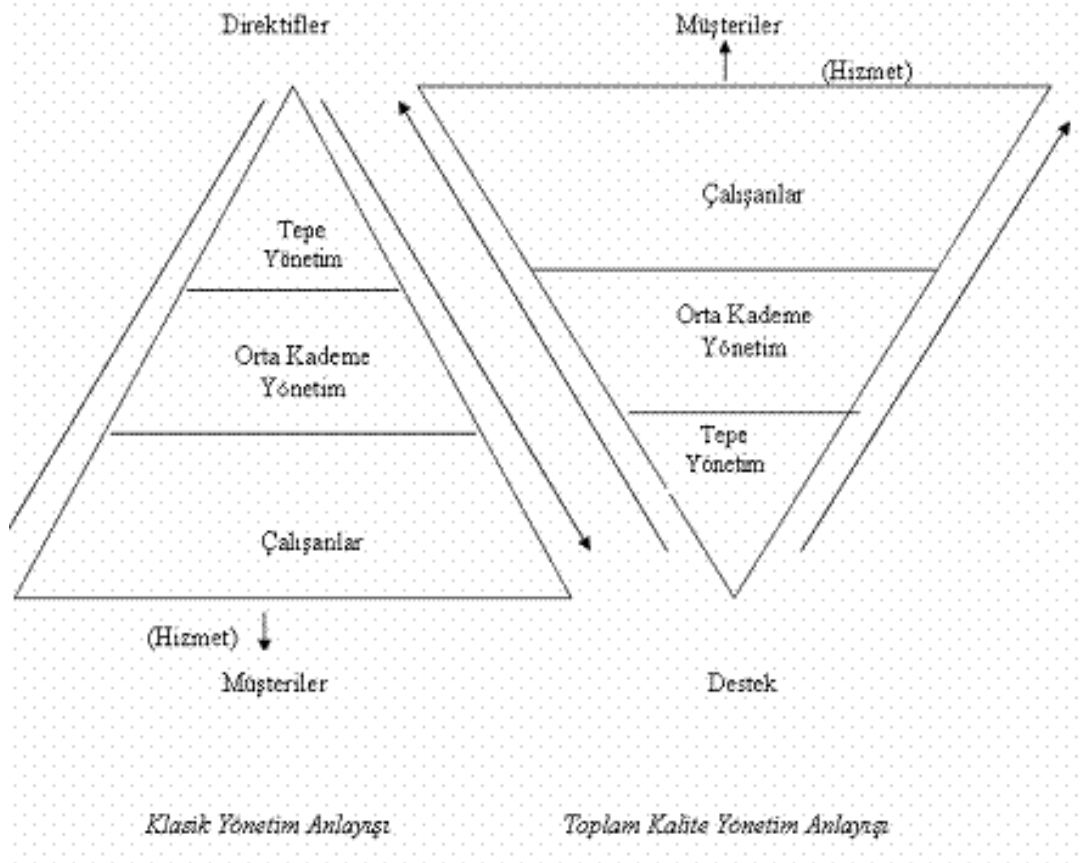 Direktifler
Tepe
Yönetim
Orta Kademe
Yönetim
Çalışanlar
(Hizmet)
Müşteriler
Müşteriler
(Hizmet)
Çalışanlar
Orta Kademe
Yönetim
Tepe
Yönetim
Destek
Klasik Yönetim Anlayışı
Toplam Kalite Yönetim Anlayışı